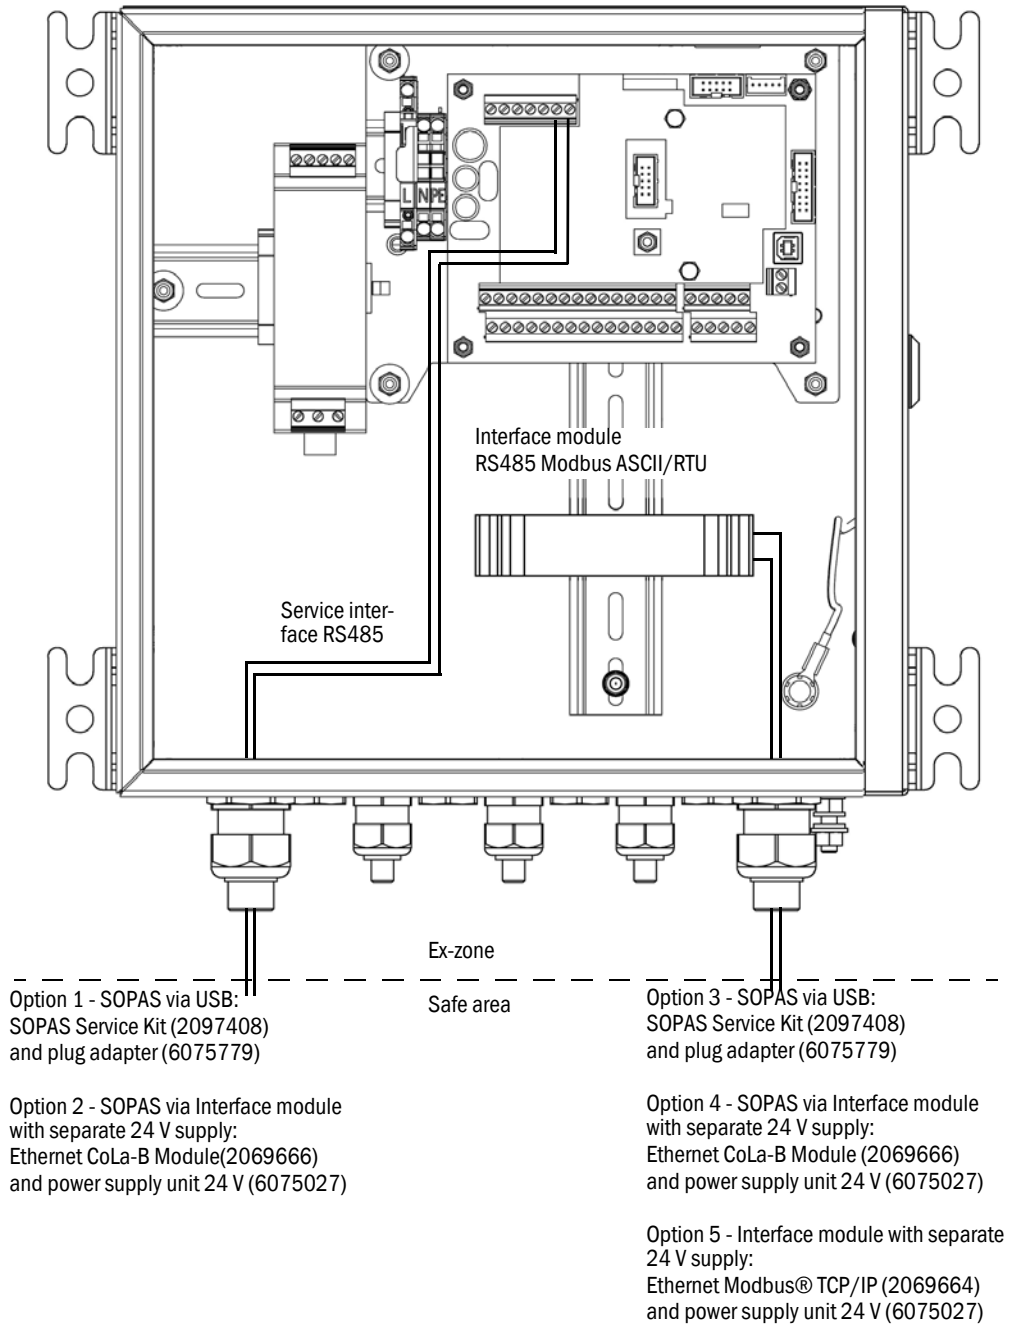 L N PE
Interface module
RS485 Modbus ASCII/RTU
Service inter-
face RS485
Ex-zone
Safe area
Option 1 - SOPAS via USB:
SOPAS Service Kit (2097408)
and plug adapter (6075779)
Option 2 - SOPAS via Interface module
with separate 24 V supply:
Ethernet CoLa-B Module(2069666)
and power supply unit 24 V (6075027)
Option 3 - SOPAS via USB:
SOPAS Service Kit (2097408)
and plug adapter (6075779)
Option 4 - SOPAS via Interface module
with separate 24 V supply:
Ethernet CoLa-B Module (2069666)
and power supply unit 24 V (6075027)
Option 5 - Interface module with separate
24 V supply:
Ethernet Modbus® TCP/IP (2069664)
and power supply unit 24 V (6075027)